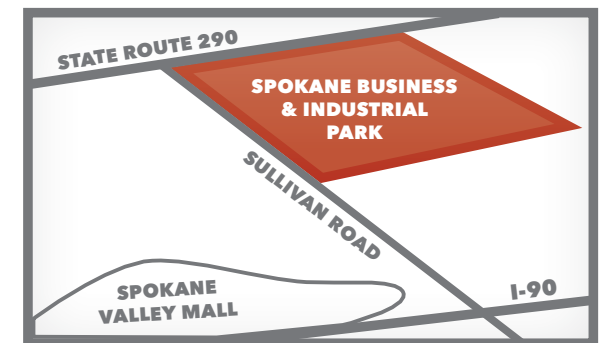 STATE ROUTE 290
SPOKANE BUSINESS
& INDUSTRIAL
PARK
SULLIVAN ROAD
I-90
SPOKANE
VALLEY MALL